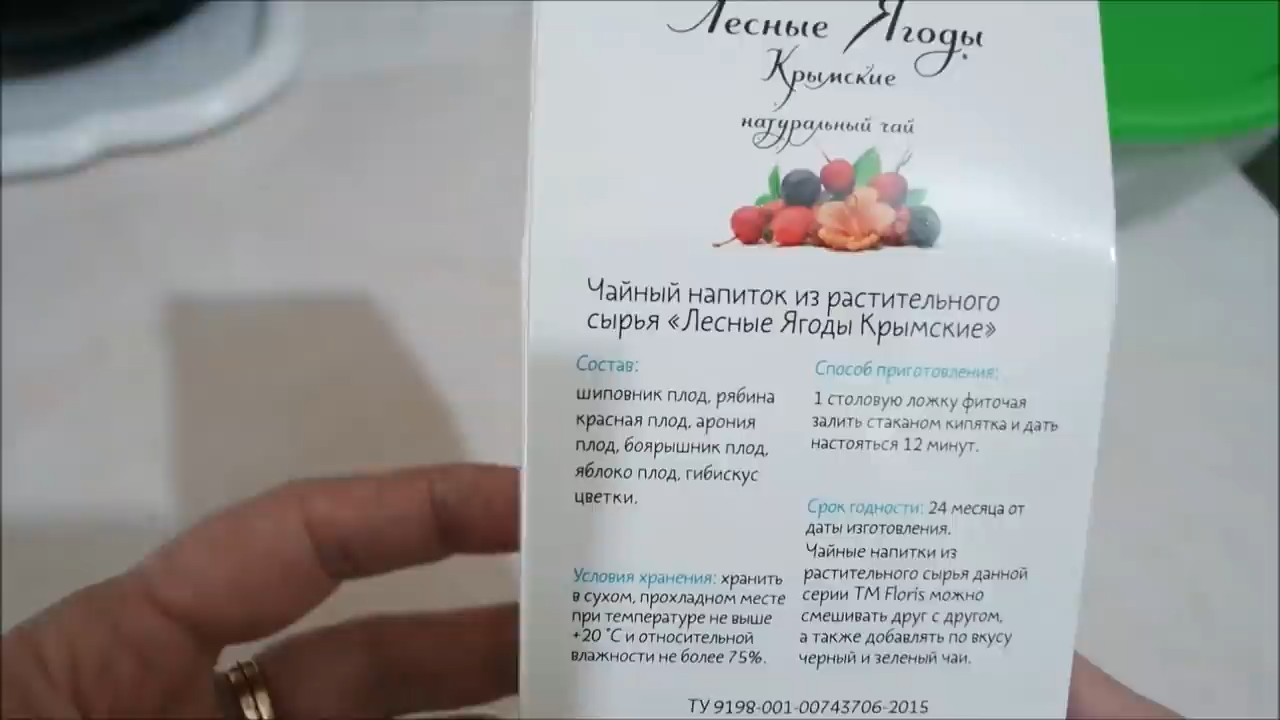 Лесные Ягоды
Крымские
натуральный чай
Чайный напиток из растительного
сырья «Лесные Ягоды Крымские»
Состав:
шиповник плод, рябина
красная плод, арония
плод, боярышник плод,
яблоко плод, гибискус
цветки.
Способ приготовления:
1 столовую ложку фиточая
залить стаканом кипятка и дать
настояться 12 минут.
Условия хранения: хранить
в сухом, прохладном месте
при температуре не выше
+20 °С и относительной
влажности не более 75%.
Срок годности: 24 месяца от
даты изготовления.
Чайные напитки из
растительного сырья данной
серии ТМ Floris можно
смешивать друг с другом,
а также добавлять по вкусу
черный и зеленый чаи.
ТУ 9198-001-00743706-2015